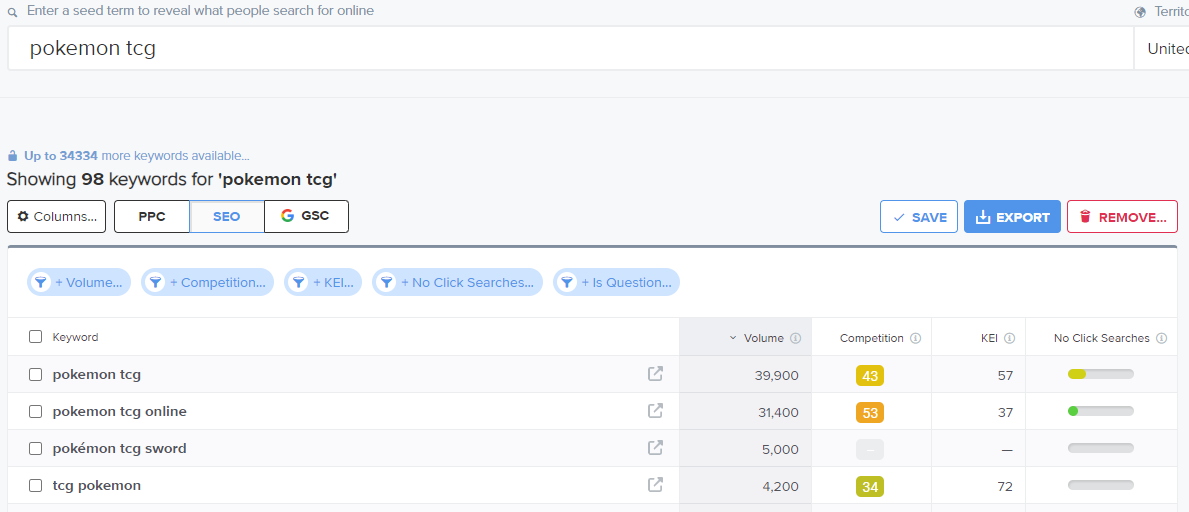 Enter a seed term to reveal what people search for online
Territo
pokemon tcg
United
Up to 34334 more keywords available...
Showing 98 keywords for 'pokemon tcg'
Columns... PPC SEO GSC SAVE EXPORT REMOVE...
+ Volume... + Competition... + KEI... + No Click Searches... + Is Question...
Keyword Volume Competition KEI No Click Searches
pokemon tcg 39,900 43 57
pokemon tcg online 31,400 53 37
pokémon tcg sword 5,000 – —
tcg pokemon 4,200 34 72